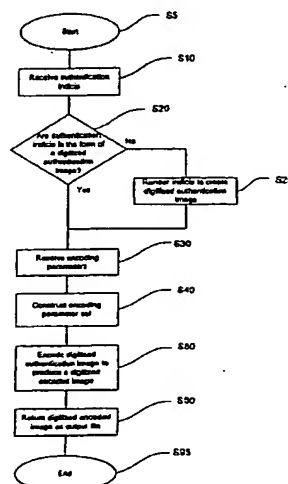 S5
Start
S10
Receive authentication
indicia
S20
Are authentication
indicia in the form of
a digitized
authentication
image?
No
Yes
Render indicia to create
digitized authentication
image
S30
Receive encoding
parameters
S40
Construct encoding
parameter set
Encode digitized
authentication image to
produce a digitized
encoded image
S90
Return digitized encoded
image as output file
S95
End